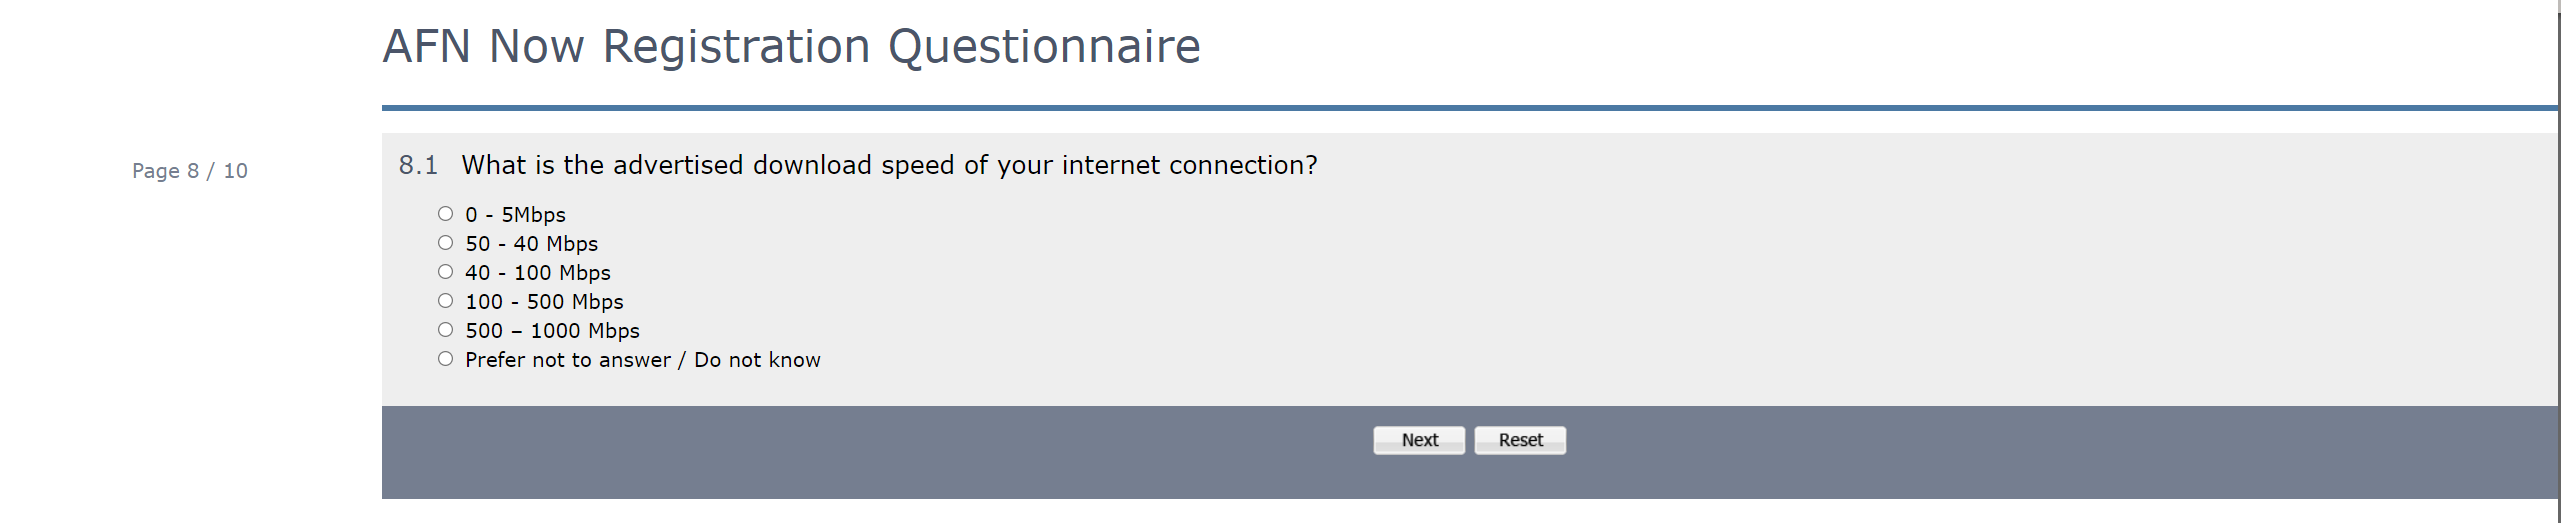 AFN Now Registration Questionnaire
Page 8 / 10
8.1 What is the advertised download speed of your internet connection?
0 - 5Mbps
50 - 40 Mbps
40 - 100 Mbps
100 - 500 Mbps
500 – 1000 Mbps
Prefer not to answer / Do not know
Next Reset